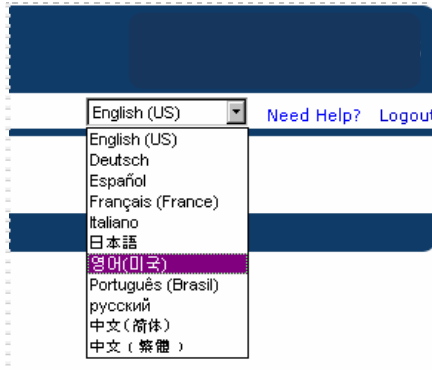 English (US)
Need Help? Logout
English (US)
Deutsch
Español
Français (France)
Italiano
日本語
영어(미국)
Português (Brasil)
русский
中文(简体)
中文 ( 繁體 )